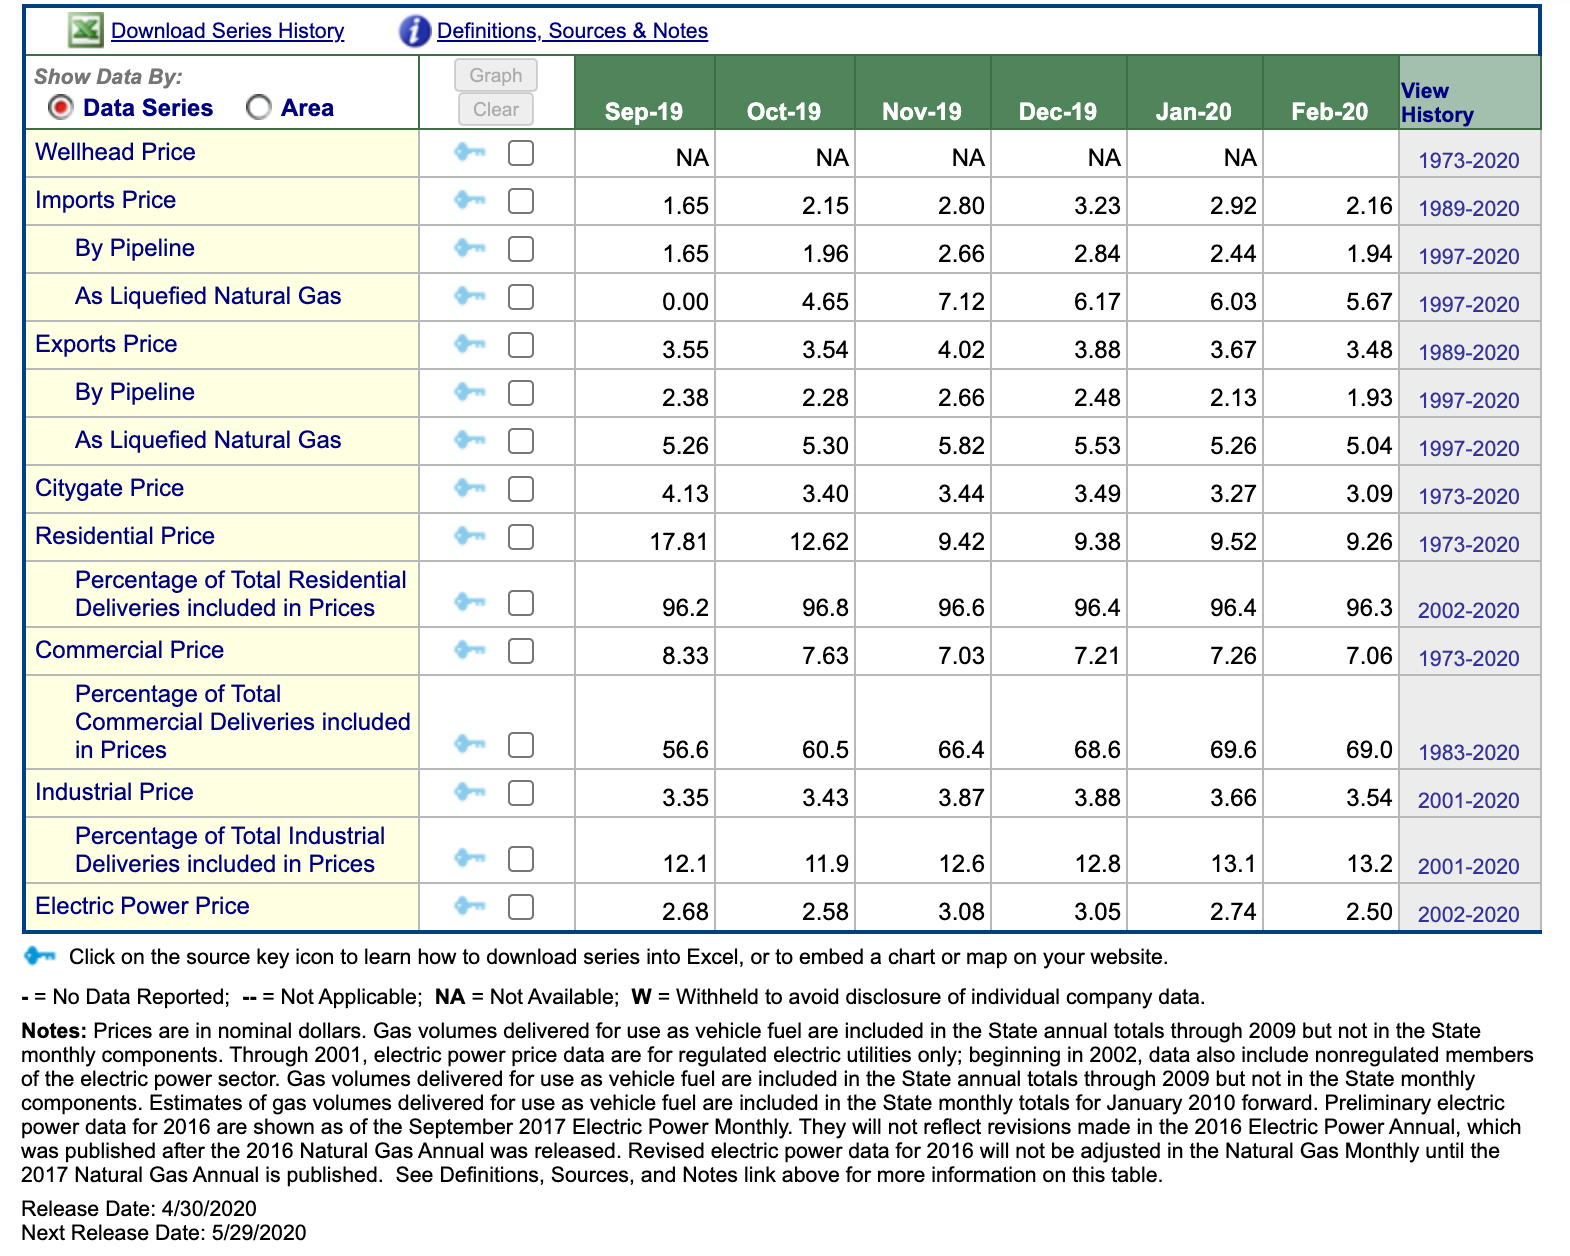 Download Series History Definitions, Sources & Notes
Show Data By:
Data Series Area
Graph
Clear
Sep-19 Oct-19 Nov-19 Dec-19 Jan-20 Feb-20 View History
Wellhead Price NA NA NA NA NA 1973-2020
Imports Price 1.65 2.15 2.80 3.23 2.92 2.16 1989-2020
By Pipeline 1.65 1.96 2.66 2.84 2.44 1.94 1997-2020
As Liquefied Natural Gas 0.00 4.65 7.12 6.17 6.03 5.67 1997-2020
Exports Price 3.55 3.54 4.02 3.88 3.67 3.48 1989-2020
By Pipeline 2.38 2.28 2.66 2.48 2.13 1.93 1997-2020
As Liquefied Natural Gas 5.26 5.30 5.82 5.53 5.26 5.04 1997-2020
Citygate Price 4.13 3.40 3.44 3.49 3.27 3.09 1973-2020
Residential Price 17.81 12.62 9.42 9.38 9.52 9.26 1973-2020
Percentage of Total Residential
Deliveries included in Prices 96.2 96.8 96.6 96.4 96.4 96.3 2002-2020
Commercial Price 8.33 7.63 7.03 7.21 7.26 7.06 1973-2020
Percentage of Total
Commercial Deliveries included
in Prices 56.6 60.5 66.4 68.6 69.6 69.0 1983-2020
Industrial Price 3.35 3.43 3.87 3.88 3.66 3.54 2001-2020
Percentage of Total Industrial
Deliveries included in Prices 12.1 11.9 12.6 12.8 13.1 13.2 2001-2020
Electric Power Price 2.68 2.58 3.08 3.05 2.74 2.50 2002-2020
Click on the source key icon to learn how to download series into Excel, or to embed a chart or map on your website.
- = No Data Reported; -- = Not Applicable; NA = Not Available; W = Withheld to avoid disclosure of individual company data.
Notes: Prices are in nominal dollars. Gas volumes delivered for use as vehicle fuel are included in the State annual totals through 2009 but not in the State
monthly components. Through 2001, electric power price data are for regulated electric utilities only; beginning in 2002, data also include nonregulated members
of the electric power sector. Gas volumes delivered for use as vehicle fuel are included in the State annual totals through 2009 but not in the State monthly
components. Estimates of gas volumes delivered for use as vehicle fuel are included in the State monthly totals for January 2010 forward. Preliminary electric
power data for 2016 are shown as of the September 2017 Electric Power Monthly. They will not reflect revisions made in the 2016 Electric Power Annual, which
was published after the 2016 Natural Gas Annual was released. Revised electric power data for 2016 will not be adjusted in the Natural Gas Monthly until the
2017 Natural Gas Annual is published. See Definitions, Sources, and Notes link above for more information on this table.
Release Date: 4/30/2020
Next Release Date: 5/29/2020